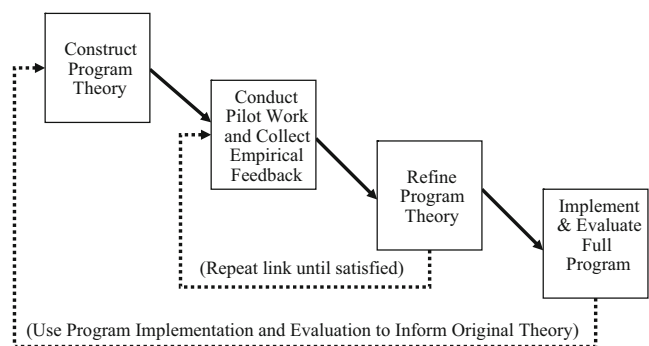 Construct
Program
Theory
Conduct
Pilot Work
and Collect
Empirical
Feedback
Refine
Program
Theory
Implement
& Evaluate
Full
Program
(Repeat link until satisfied)
(Use Program Implementation and Evaluation to Inform Original Theory)